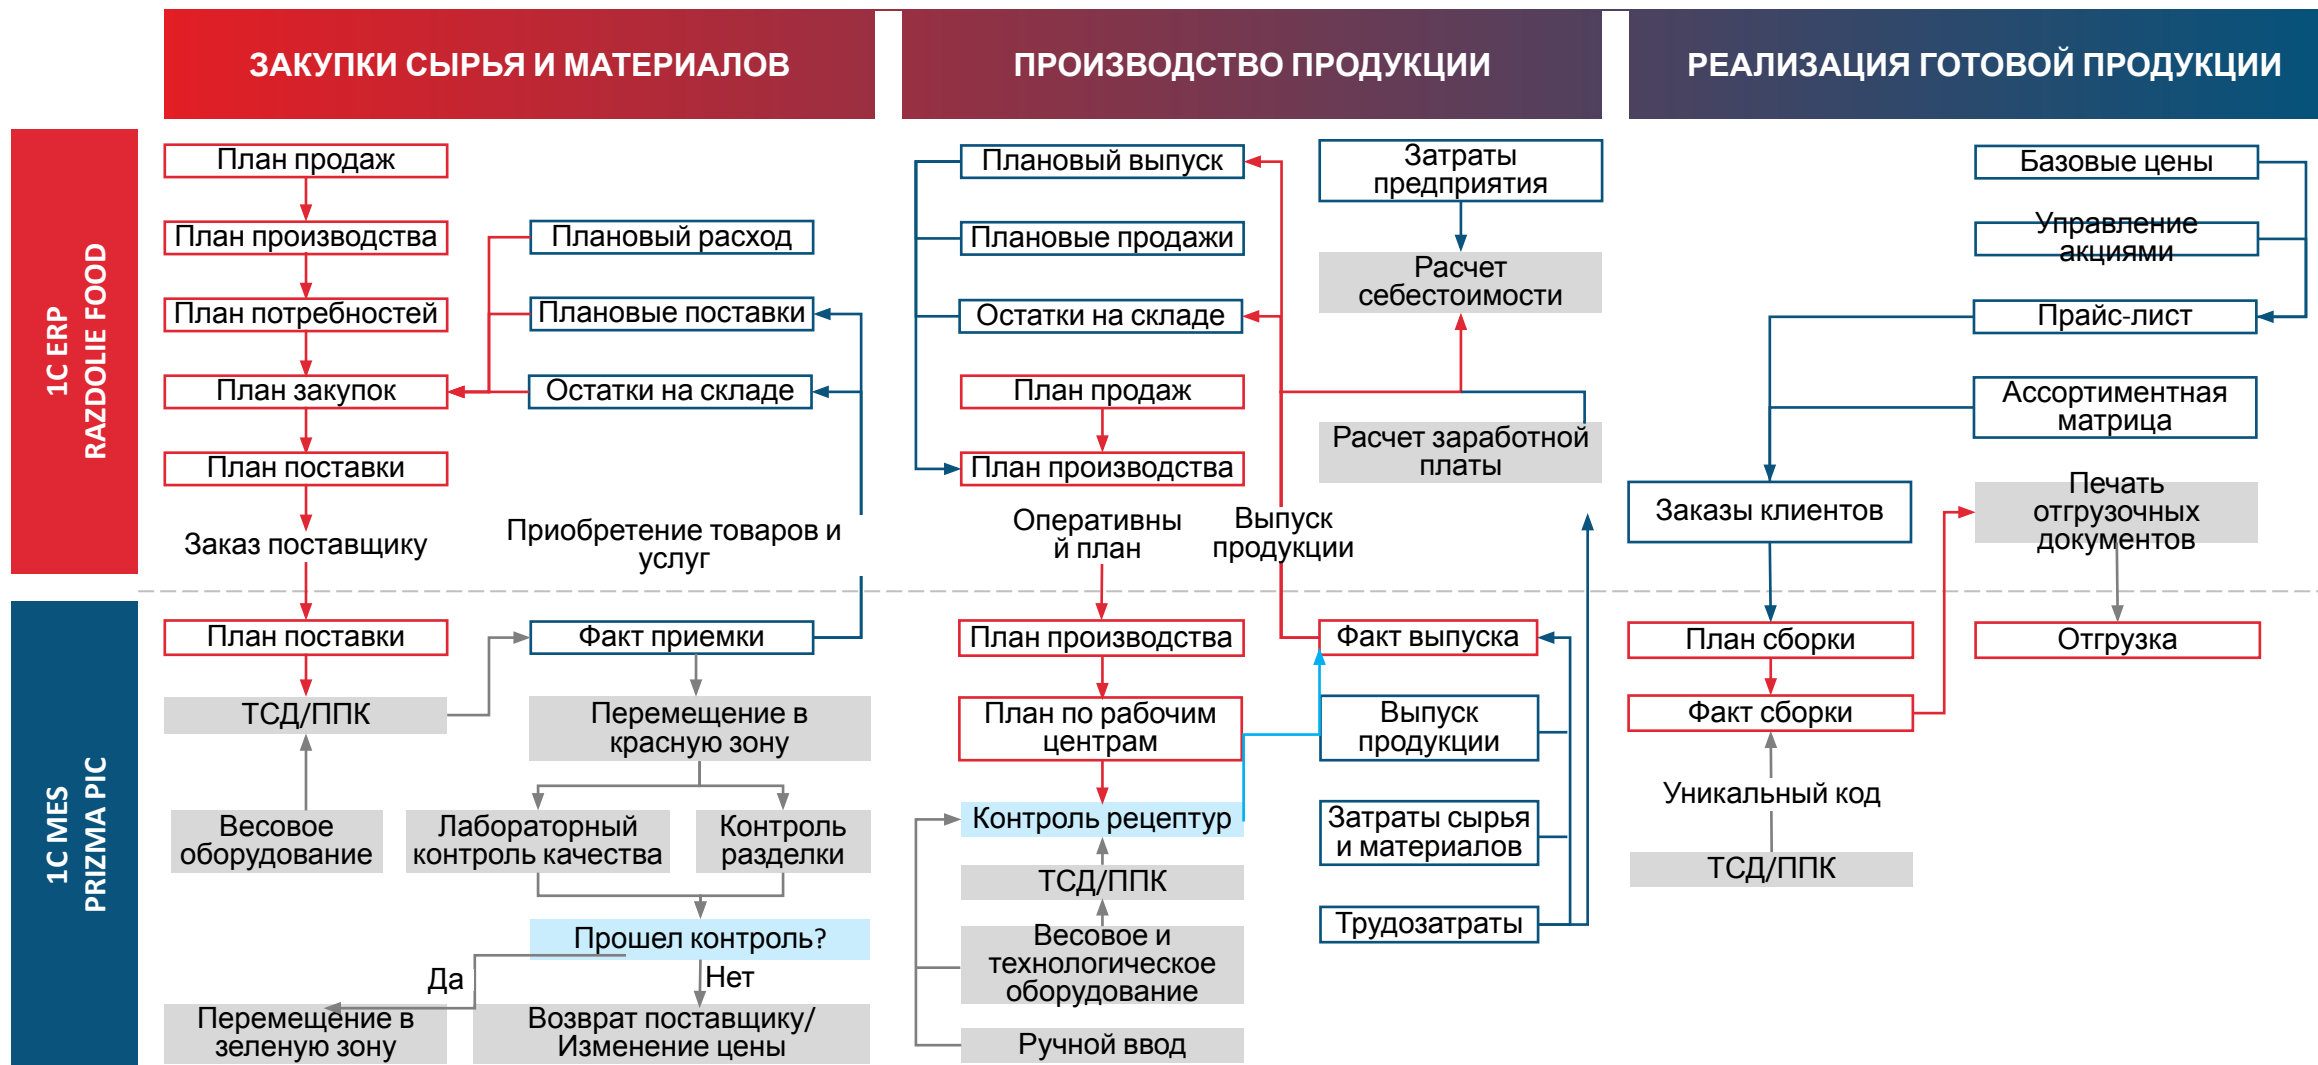 ЗАКУПКИ СЫРЬЯ И МАТЕРИАЛОВ
ПРОИЗВОДСТВО ПРОДУКЦИИ
РЕАЛИЗАЦИЯ ГОТОВОЙ ПРОДУКЦИИ
1C ERP
RAZDOLIE FOOD
План продаж
План производства
План потребностей
План закупок
План поставки
Заказ поставщику
Плановый расход
Плановые поставки
Остатки на складе
Приобретение товаров и
услуг
Плановый выпуск
Плановые продажи
Остатки на складе
План продаж
План производства
Оперативны
й план
Выпуск
продукции
Затраты
предприятия
Расчет
себестоимости
Расчет заработной
платы
Базовые цены
Управление
акциями
Прайс-лист
Ассортиментная
матрица
Заказы клиентов
Печать
отгрузочных
документов
1C MES
PRIZMA PIC
План поставки
ТСД/ППК
Весовое
оборудование
Факт приемки
Перемещение в
красную зону
Лабораторный
контроль качества
Контроль
разделки
Прошел контроль?
Да
Нет
Перемещение в
зеленую зону
Возврат поставщику/
Изменение цены
План производства
План по рабочим
центрам
Контроль рецептур
ТСД/ППК
Весовое и
технологическое
оборудование
Ручной ввод
Факт выпуска
Выпуск
продукции
Затраты сырья
и материалов
Трудозатраты
План сборки
Факт сборки
Уникальный код
ТСД/ППК
Отгрузка